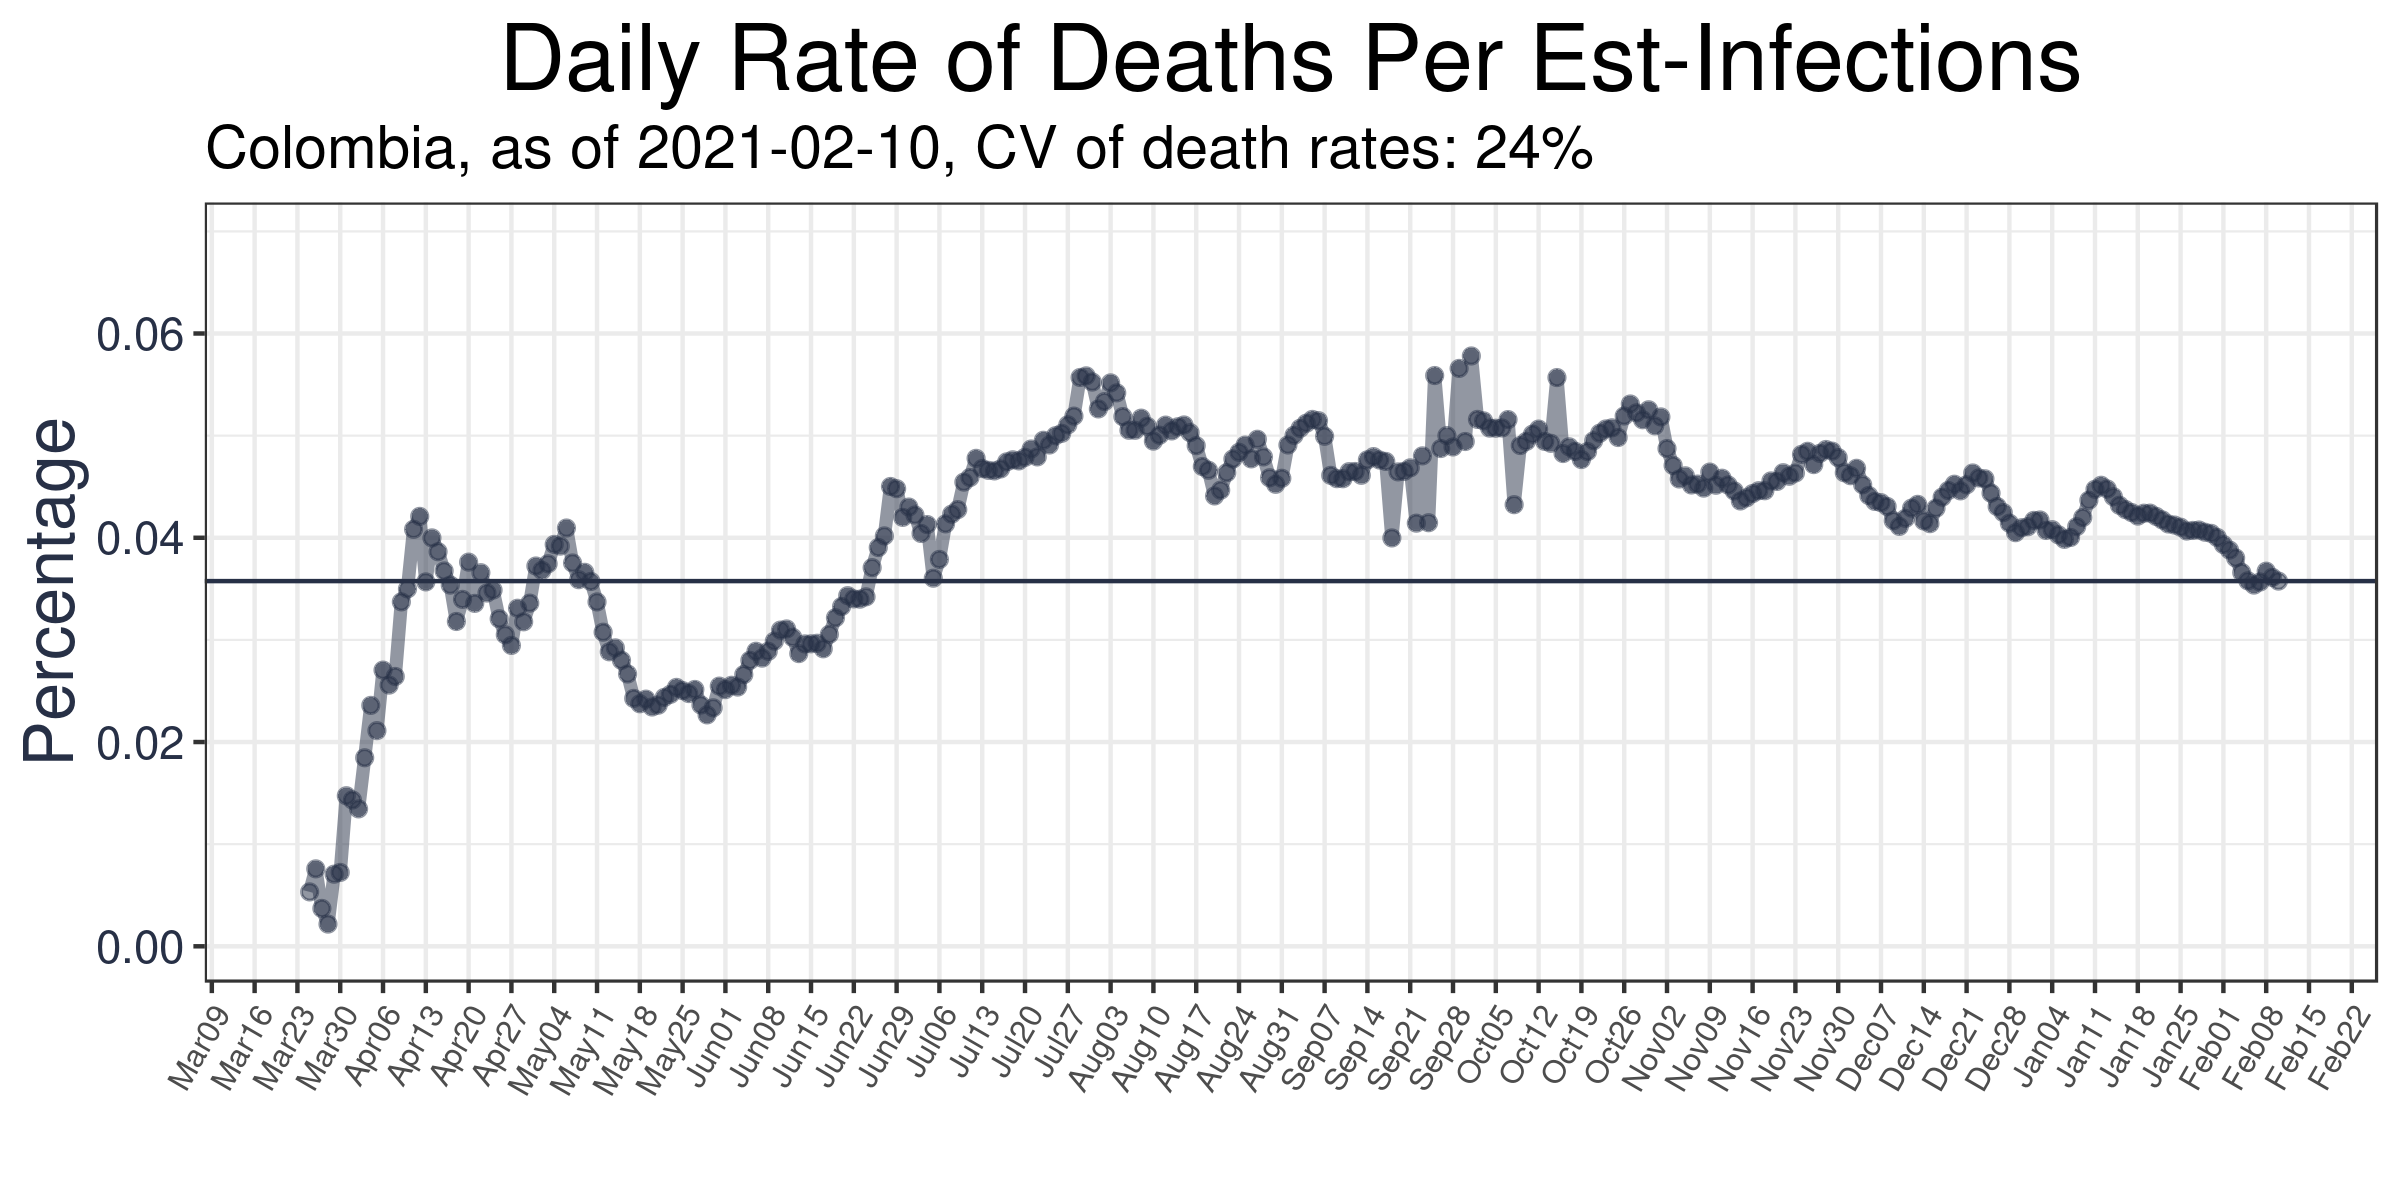 Daily Rate of Deaths Per Est-Infections
Colombia, as of 2021-02-10, CV of death rates: 24%
Percentage
0.06
0.04
0.02
0.00
Mar09
Mar16
Mar23
Mar30
Apr06
Apr13
Apr20
Apr27
May04
May11
May18
May25
Jun01
Jun08
Jun15
Jun22
Jun29
Jul06
Jul13
Jul20
Jul27
Aug03
Aug10
Aug17
Aug24
Aug31
Sep07
Sep14
Sep21
Sep28
Oct05
Oct12
Oct19
Oct26
Nov02
Nov09
Nov16
Nov23
Nov30
Dec07
Dec14
Dec21
Dec28
Jan04
Jan11
Jan18
Jan25
Feb01
Feb08
Feb15
Feb22